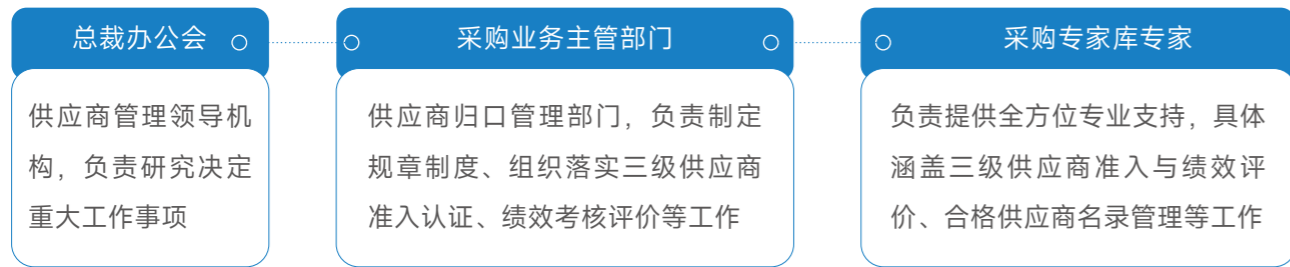 总裁办公会
供应商管理领导机
构，负责研究决定
重大工作事项
采购业务主管部门
供应商归口管理部门，负责制定
规章制度、组织落实三级供应商
准入认证、绩效考核评价等工作
采购专家库专家
负责提供全方位专业支持，具体
涵盖三级供应商准入与绩效评
价、合格供应商名录管理等工作